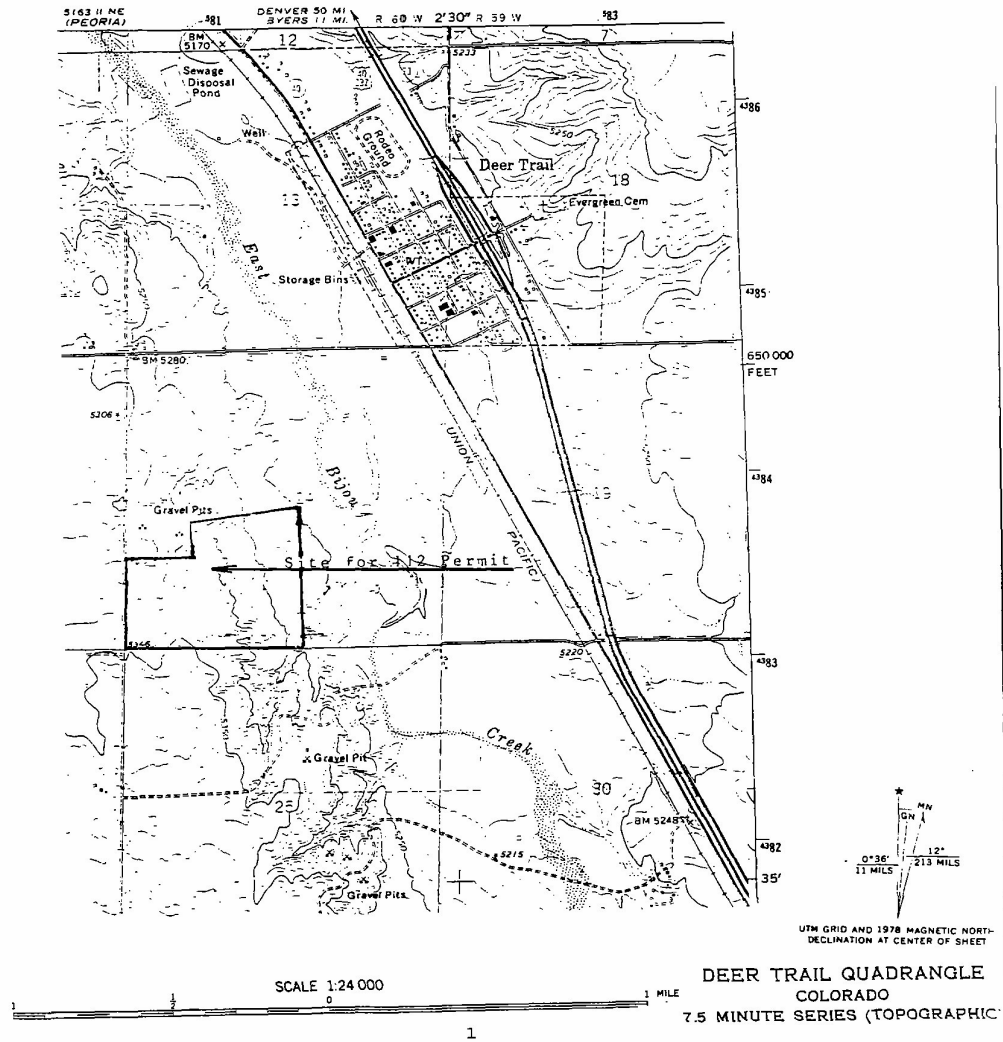 5163 II NE
(PEORIA)
581
DENVER 50 MI.
BYERS 11 MI.
R 60 W 2'30" R 59 W
583
BM
5170
12
7
5233
Sewage
Disposal
Pond
4386
Well
Rodeo
Ground
5250
Deer Trail
18
13
Evergreen Cem
East
WT
Storage Bins
4385
BM 5280
650 000
FEET
5306
UNION
Bijou
4384
19
Gravel Pits
PACIFIC
Site for 112 Permit
5346
5220
4383
Creek
Gravel Pit
30
BM 5248
MN
GN
4382
5215
0°36'
11 MILS
12°
213 MILS
35'
Gravel Pits
UTM GRID AND 1978 MAGNETIC NORTH
DECLINATION AT CENTER OF SHEET
SCALE 1:24 000
1 ½ 0 1 MILE
DEER TRAIL QUADRANGLE
COLORADO
7.5 MINUTE SERIES (TOPOGRAPHIC
1